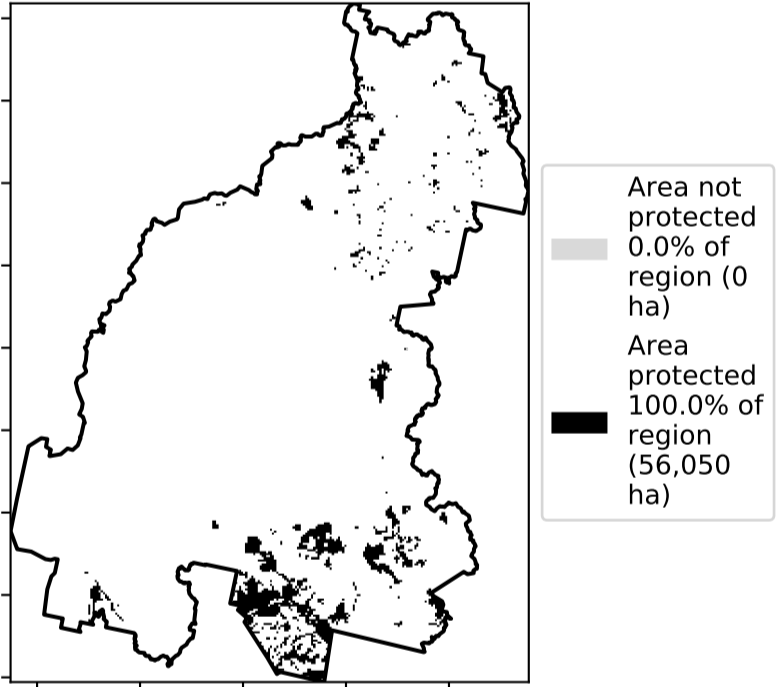 Area not
protected
0.0% of
region (0
ha)
Area
protected
100.0% of
region
(56,050
ha)